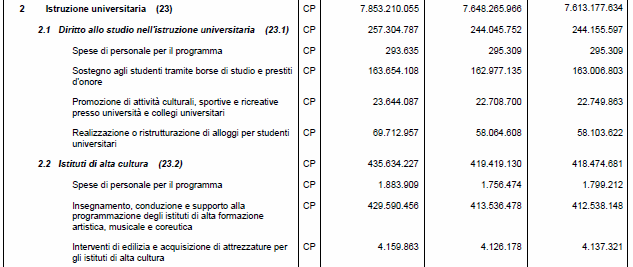 2 Istruzione universitaria (23) CP 7.853.210.055 7.648.265.966 7.613.177.634
2.1 Diritto allo studio nell'istruzione universitaria (23.1) CP 257.304.787 244.045.752 244.155.597
Spese di personale per il programma CP 293.635 295.309 295.309
Sostegno agli studenti tramite borse di studio e prestiti CP 163.654.108 162.977.135 163.006.803
d'onore
Promozione di attività culturali, sportive e ricreative CP 23.644.087 22.708.700 22.749.863
presso università e collegi universitari
Realizzazione o ristrutturazione di alloggi per studenti CP 69.712.957 58.064.608 58.103.622
universitari
2.2 Istituti di alta cultura (23.2) CP 435.634.227 419.419.130 418.474.681
Spese di personale per il programma CP 1.883.909 1.756.474 1.799.212
Insegnamento, conduzione e supporto alla CP 429.590.456 413.536.478 412.538.148
programmazione degli istituti di alta formazione
artistica, musicale e coreutica
Interventi di edilizia e acquisizione di attrezzature per CP 4.159.863 4.126.178 4.137.321
gli istituti di alta cultura